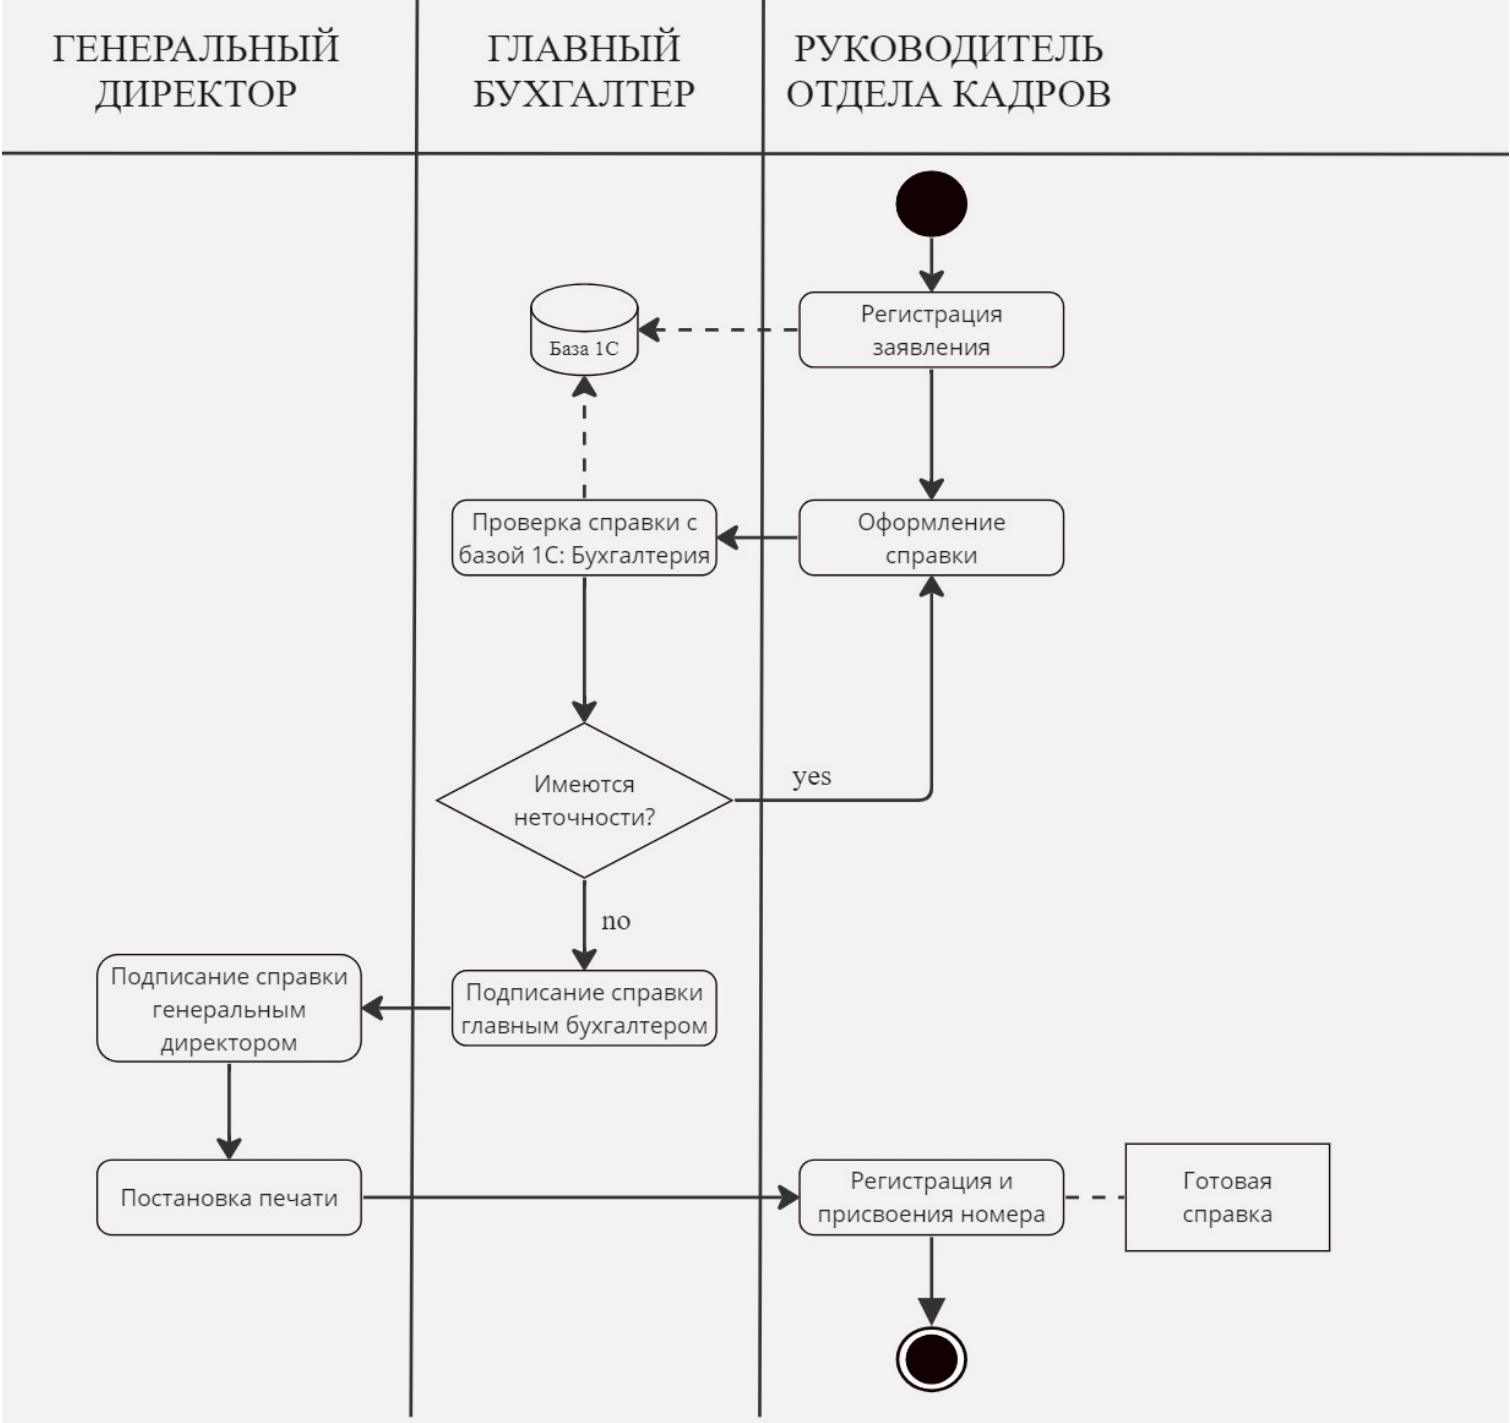 ГЕНЕРАЛЬНЫЙ
ДИРЕКТОР
ГЛАВНЫЙ
БУХГАЛТЕР
РУКОВОДИТЕЛЬ
ОТДЕЛА КАДРОВ
Регистрация
заявления
База 1С
Проверка справки с
базой 1С: Бухгалтерия
Оформление
справки
Имеются
неточности?
yes
no
Подписание справки
генеральным
директором
Подписание справки
главным бухгалтером
Постановка печати
Регистрация и
присвоения номера
Готовая
справка